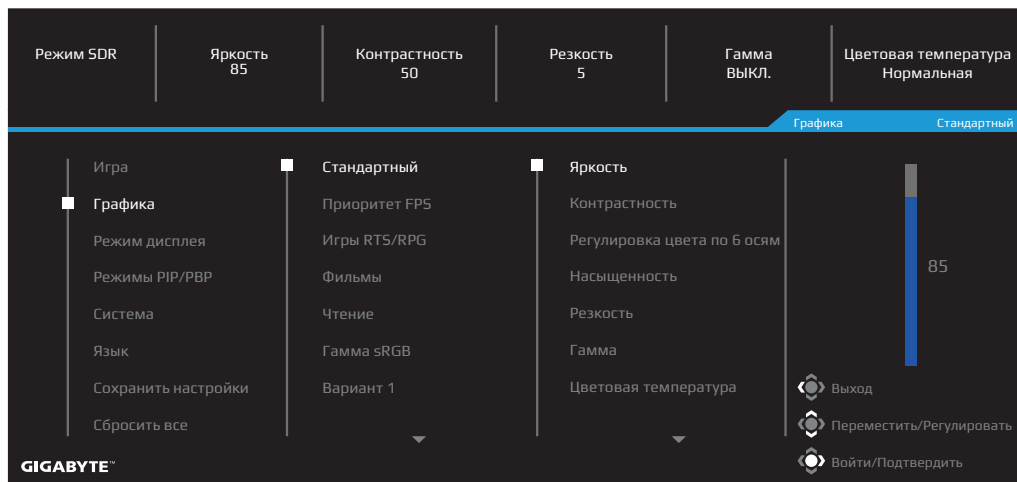 Режим SDR
Яркость
85
Контрастность
50
Резкость
5
Гамма
ВЫКЛ.
Цветовая температура
Нормальная
Графика
Стандартный
Игра
Графика
Режим дисплея
Режимы PIP/PBP
Система
Язык
Сохранить настройки
Сбросить все
Стандартный
Приоритет FPS
Игры RTS/RPG
Фильмы
Чтение
Гамма sRGB
Вариант 1
Яркость
Контрастность
Регулировка цвета по 6 осям
Насыщенность
Резкость
Гамма
Цветовая температура
85
Выход
Переместить/Регулировать
Войти/Подтвердить
GIGABYTE™